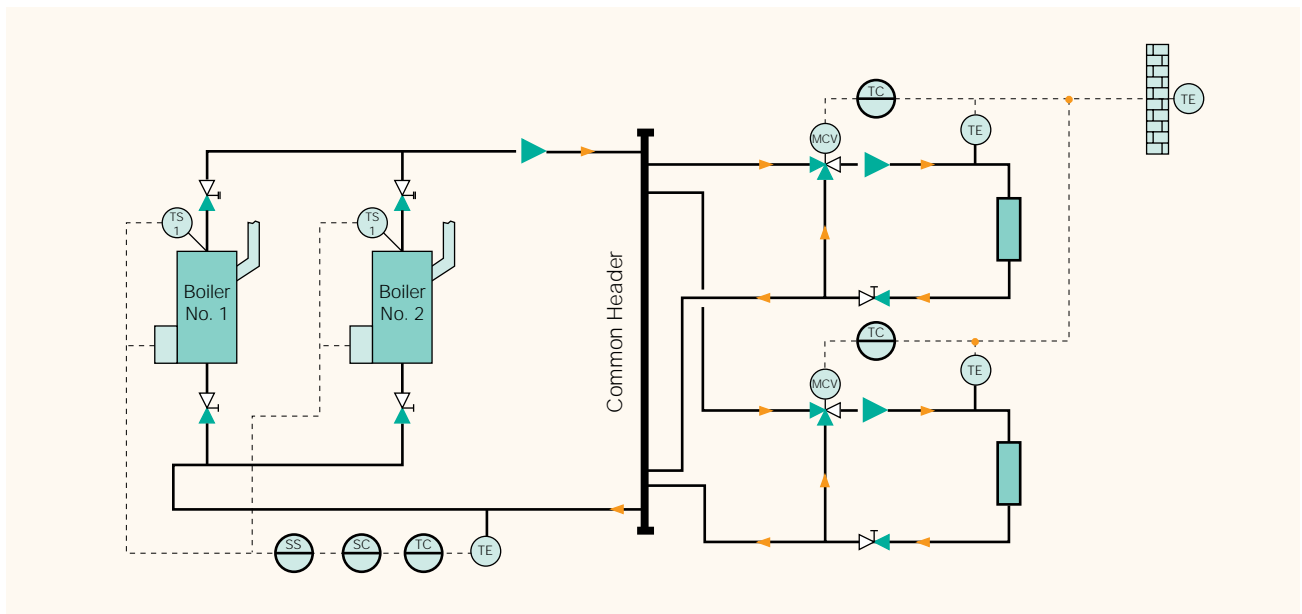 TC
TE
TE
MCV
TS
1
TS
1
Boiler
No. 1
Boiler
No. 2
Common Header
TC
TE
MCV
SS
SC
TC
TE